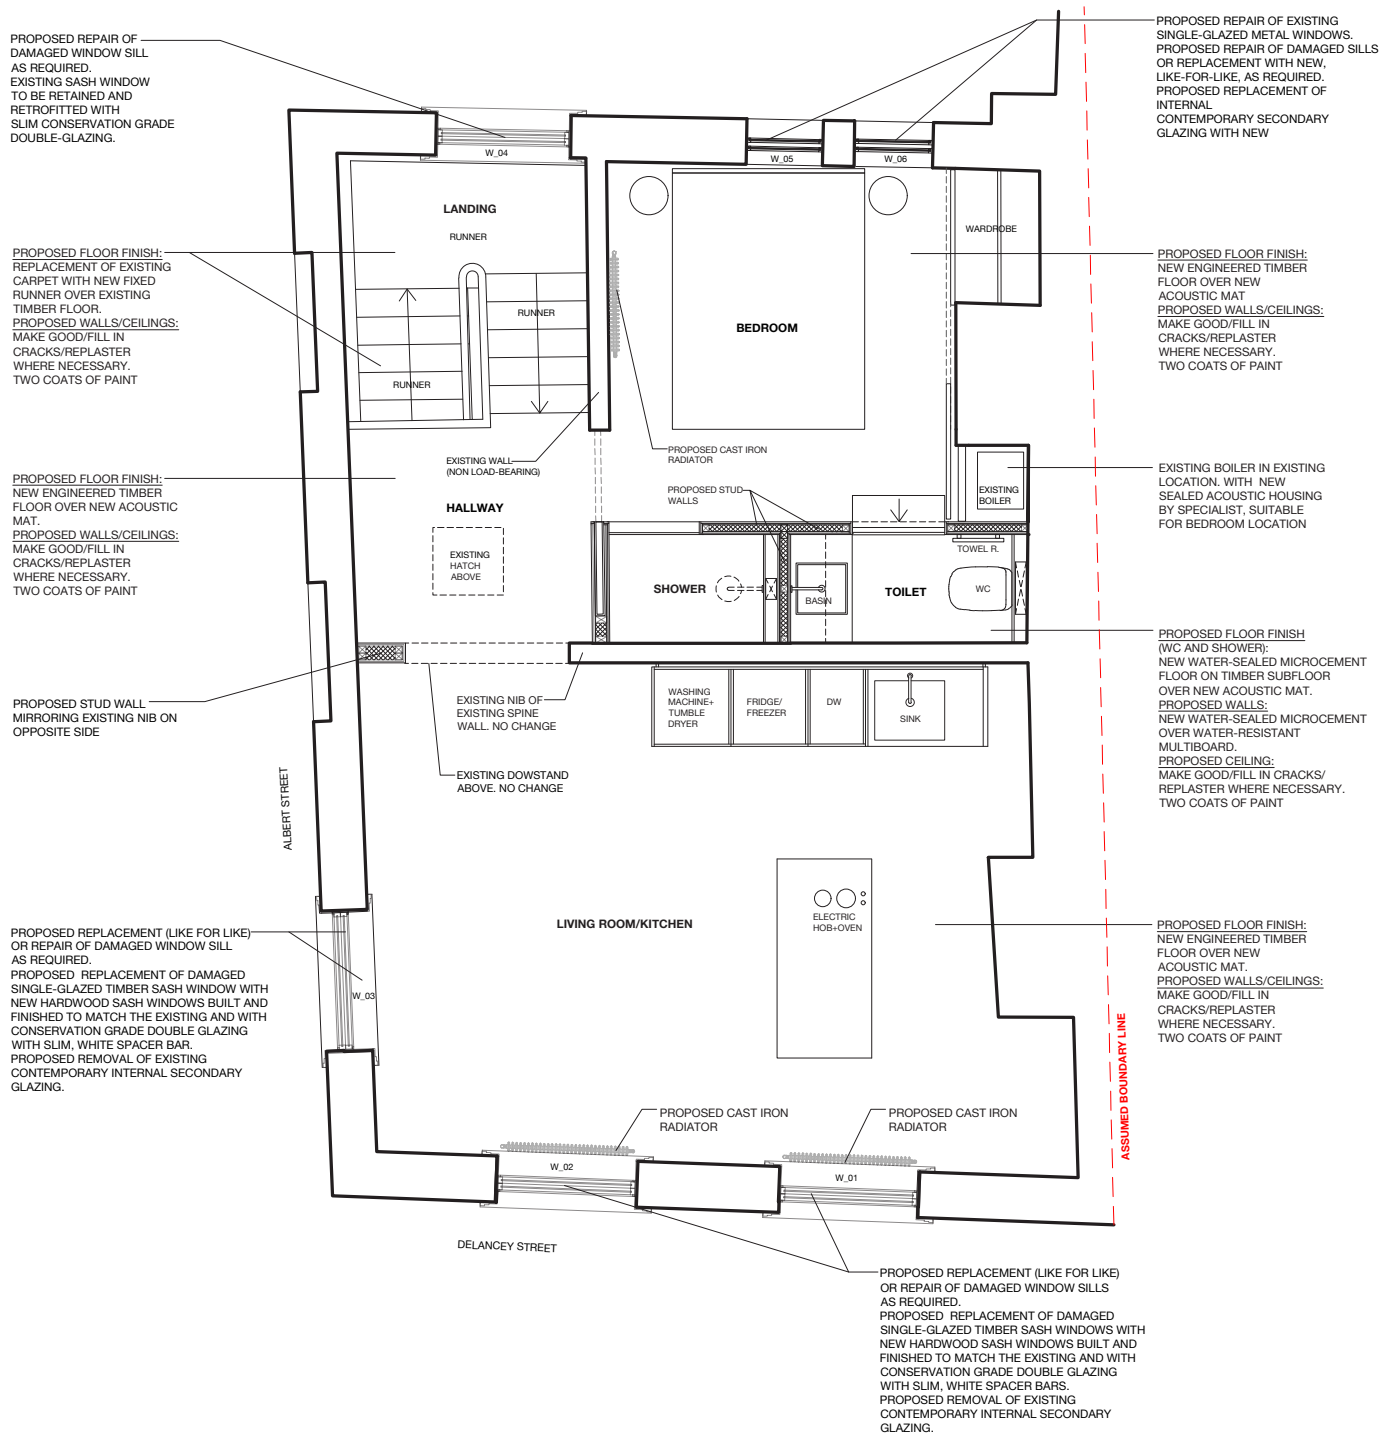 PROPOSED REPAIR OF
DAMAGED WINDOW SILL
AS REQUIRED.
EXISTING SASH WINDOW
TO BE RETAINED AND
RETROFITTED WITH
SLIM CONSERVATION GRADE
DOUBLE-GLAZING.
PROPOSED REPAIR OF EXISTING
SINGLE-GLAZED METAL WINDOWS.
PROPOSED REPAIR OF DAMAGED SILLS
OR REPLACEMENT WITH NEW,
LIKE-FOR-LIKE, AS REQUIRED.
PROPOSED REPLACEMENT OF
INTERNAL
CONTEMPORARY SECONDARY
GLAZING WITH NEW
W_04
W_05
W_06
LANDING
RUNNER
WARDROBE
PROPOSED FLOOR FINISH:
REPLACEMENT OF EXISTING
CARPET WITH NEW FIXED
RUNNER OVER EXISTING
TIMBER FLOOR.
PROPOSED WALLS/CEILINGS:
MAKE GOOD/FILL IN
CRACKS/REPLASTER
WHERE NECESSARY.
TWO COATS OF PAINT
RUNNER
RUNNER
BEDROOM
PROPOSED FLOOR FINISH:
NEW ENGINEERED TIMBER
FLOOR OVER NEW
ACOUSTIC MAT
PROPOSED WALLS/CEILINGS:
MAKE GOOD/FILL IN
CRACKS/REPLASTER
WHERE NECESSARY.
TWO COATS OF PAINT
EXISTING WALL
(NON LOAD-BEARING)
PROPOSED CAST IRON
RADIATOR
PROPOSED STUD
WALLS
EXISTING
BOILER
EXISTING BOILER IN EXISTING
LOCATION. WITH NEW
SEALED ACOUSTIC HOUSING
BY SPECIALIST, SUITABLE
FOR BEDROOM LOCATION
PROPOSED FLOOR FINISH:
NEW ENGINEERED TIMBER
FLOOR OVER NEW ACOUSTIC
MAT.
PROPOSED WALLS/CEILINGS:
MAKE GOOD/FILL IN
CRACKS/REPLASTER
WHERE NECESSARY.
TWO COATS OF PAINT
HALLWAY
EXISTING
HATCH
ABOVE
SHOWER
BASIN
TOILET
TOWEL R.
WC
PROPOSED FLOOR FINISH
(WC AND SHOWER):
NEW WATER-SEALED MICROCEMENT
FLOOR ON TIMBER SUBFLOOR
OVER NEW ACOUSTIC MAT.
PROPOSED WALLS:
NEW WATER-SEALED MICROCEMENT
OVER WATER-RESISTANT
MULTIBOARD.
PROPOSED CEILING:
MAKE GOOD/FILL IN CRACKS/
REPLASTER WHERE NECESSARY.
TWO COATS OF PAINT
PROPOSED STUD WALL
MIRRORING EXISTING NIB ON
OPPOSITE SIDE
EXISTING NIB OF
EXISTING SPINE
WALL. NO CHANGE
EXISTING DOWSTAND
ABOVE. NO CHANGE
WASHING
MACHINE+
TUMBLE
DRYER
FRIDGE/
FREEZER
DW
SINK
ALBERT STREET
LIVING ROOM/KITCHEN
ELECTRIC
HOB+OVEN
W_03
PROPOSED REPLACEMENT (LIKE FOR LIKE)
OR REPAIR OF DAMAGED WINDOW SILL
AS REQUIRED.
PROPOSED REPLACEMENT OF DAMAGED
SINGLE-GLAZED TIMBER SASH WINDOW WITH
NEW HARDWOOD SASH WINDOWS BUILT AND
FINISHED TO MATCH THE EXISTING AND WITH
CONSERVATION GRADE DOUBLE GLAZING
WITH SLIM, WHITE SPACER BAR.
PROPOSED REMOVAL OF EXISTING
CONTEMPORARY INTERNAL SECONDARY
GLAZING.
PROPOSED FLOOR FINISH:
NEW ENGINEERED TIMBER
FLOOR OVER NEW
ACOUSTIC MAT.
PROPOSED WALLS/CEILINGS:
MAKE GOOD/FILL IN
CRACKS/REPLASTER
WHERE NECESSARY.
TWO COATS OF PAINT
ASSUMED BOUNDARY LINE
PROPOSED CAST IRON
RADIATOR
PROPOSED CAST IRON
RADIATOR
W_02
W_01
DELANCEY STREET
PROPOSED REPLACEMENT (LIKE FOR LIKE)
OR REPAIR OF DAMAGED WINDOW SILLS
AS REQUIRED.
PROPOSED REPLACEMENT OF DAMAGED
SINGLE-GLAZED TIMBER SASH WINDOWS WITH
NEW HARDWOOD SASH WINDOWS BUILT AND
FINISHED TO MATCH THE EXISTING AND WITH
CONSERVATION GRADE DOUBLE GLAZING
WITH SLIM, WHITE SPACER BARS.
PROPOSED REMOVAL OF EXISTING
CONTEMPORARY INTERNAL SECONDARY
GLAZING.